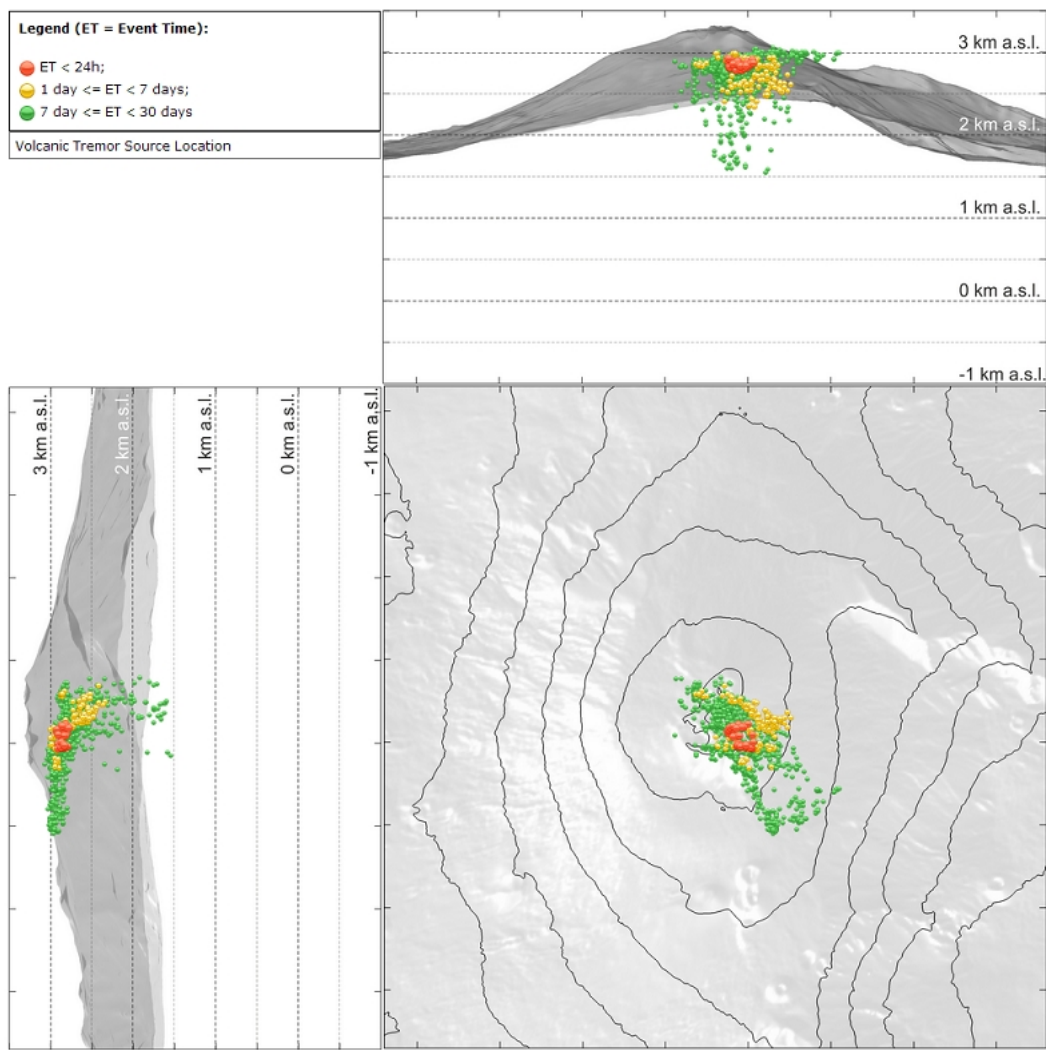 Legend (ET = Event Time):
ET < 24h;
1 day <= ET < 7 days;
7 day <= ET < 30 days
Volcanic Tremor Source Location
3 km a.s.l.
2 km a.s.l.
1 km a.s.l.
0 km a.s.l.
-1 km a.s.l.
3 km a.s.l.
2 km a.s.l.
1 km a.s.l.
0 km a.s.l.
-1 km a.s.l.